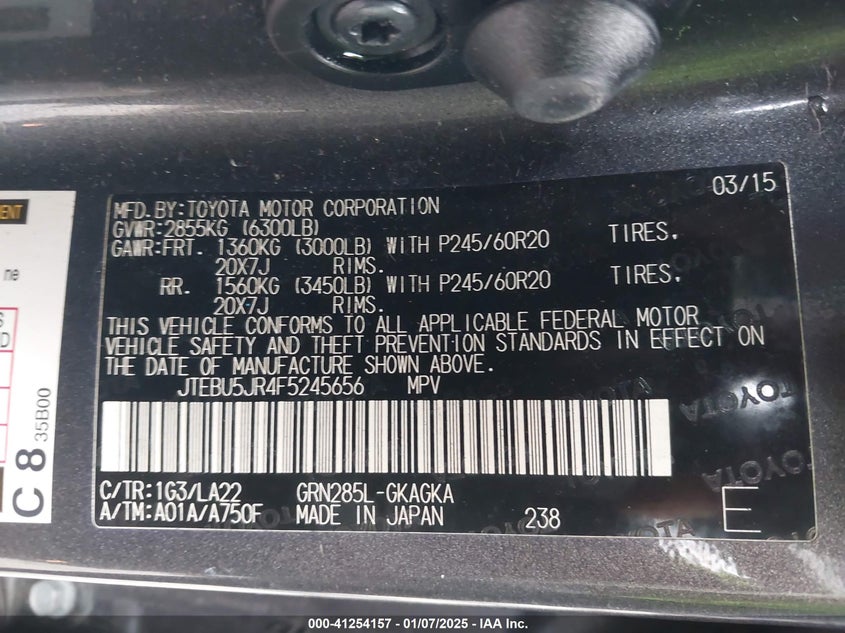 03/15
MFD.BY:TOYOTA MOTOR CORPORATION
GVWR:2855KG (6300LB)
GAWR:FRT. 1360KG (3000LB) WITH P245/60R20 TIRES,
20X7J RIMS.
RR. 1560KG (3450LB) WITH P245/60R20 TIRES,
20X7J RIMS.
THIS VEHICLE CONFORMS TO ALL APPLICABLE FEDERAL MOTOR
VEHICLE SAFETY AND THEFT PREVENTION STANDARDS IN EFFECT ON
THE DATE OF MANUFACTURE SHOWN ABOVE.
JTEBU5JR4F5245656 MPV
C/TR:1G3/LA22 GRN285L-GKAGKA
A/TM:A01A/A750F MADE IN JAPAN 238 E
C 8
35B00
TOYOTA
TOYOTA
TOYOTA
000-41254157 - 01/07/2025 - IAA Inc.